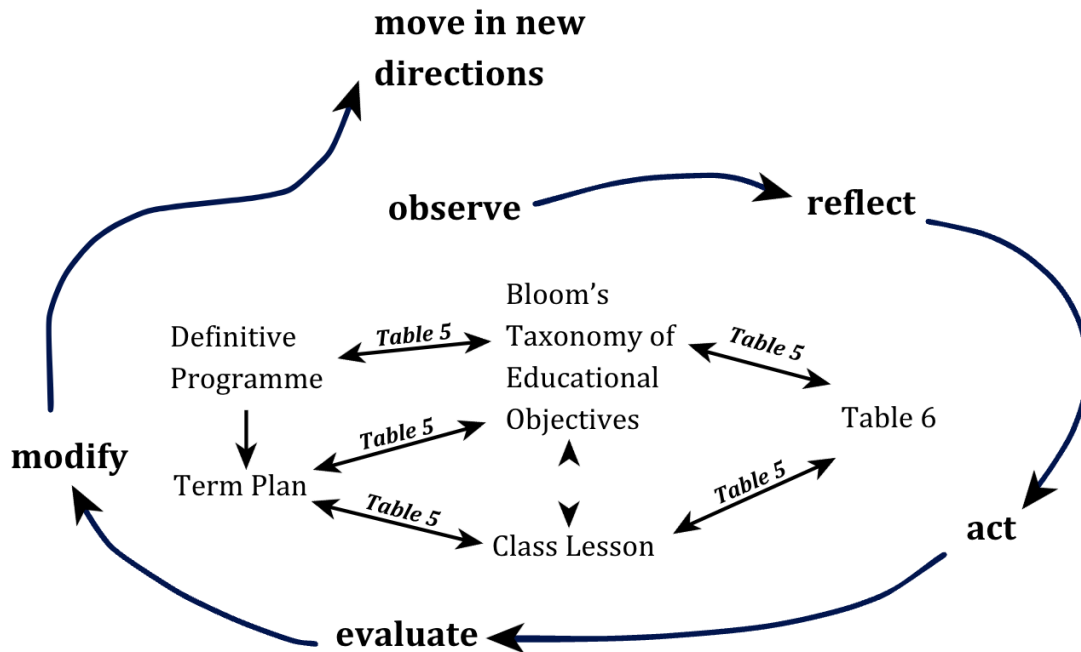 move in new
directions
observe
reflect
Bloom’s
Taxonomy of
Educational
Objectives
Definitive
Programme
Table 5
Table 5
Table 6
Table 5
Term Plan
Table 5
Table 5
Class Lesson
modify
act
evaluate